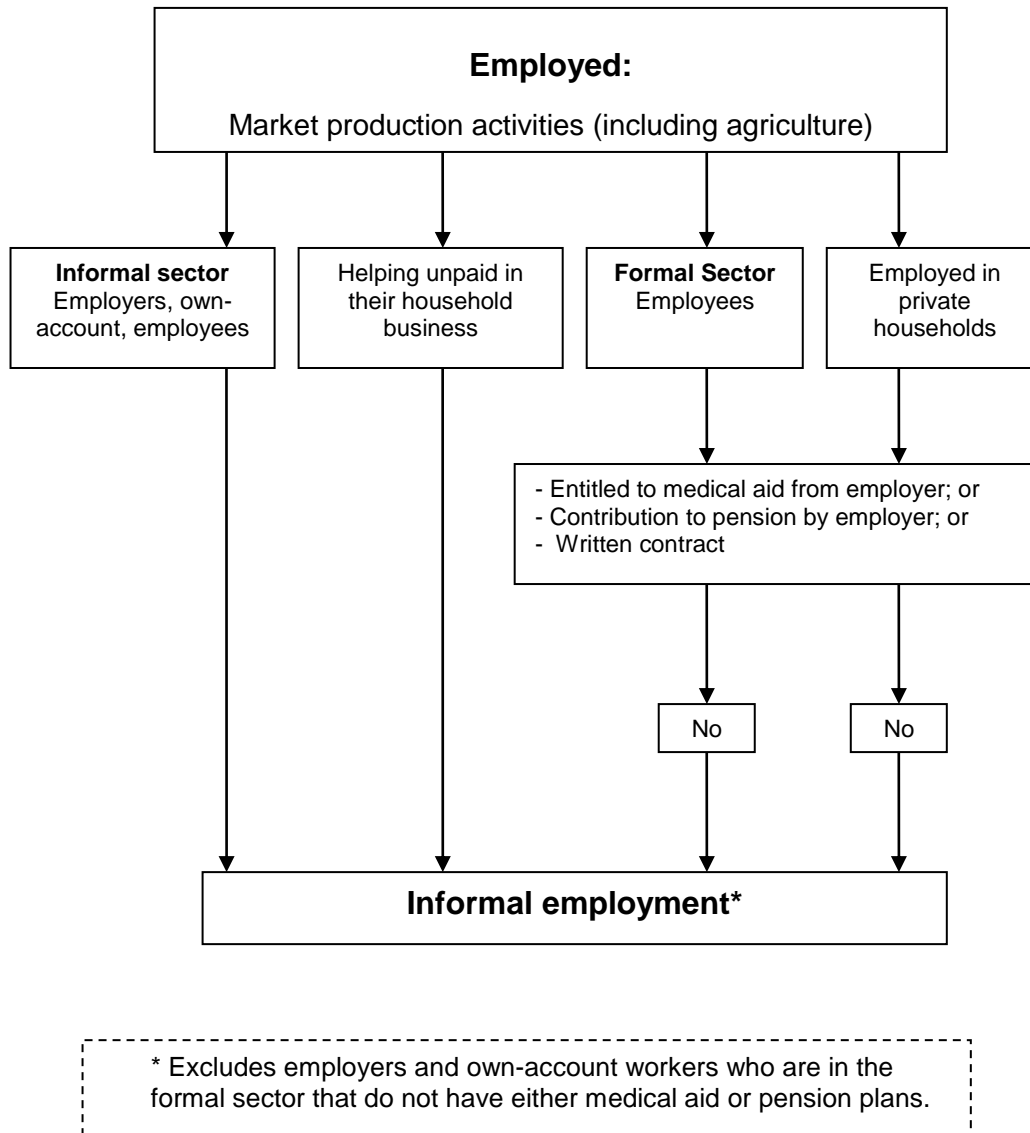 Employed:
Market production activities (including agriculture)
Informal sector
Employers, own-
account, employees
Helping unpaid in
their household
business
Formal Sector
Employees
Employed in
private
households
- Entitled to medical aid from employer; or
- Contribution to pension by employer; or
- Written contract
No
No
Informal employment*
* Excludes employers and own-account workers who are in the
formal sector that do not have either medical aid or pension plans.